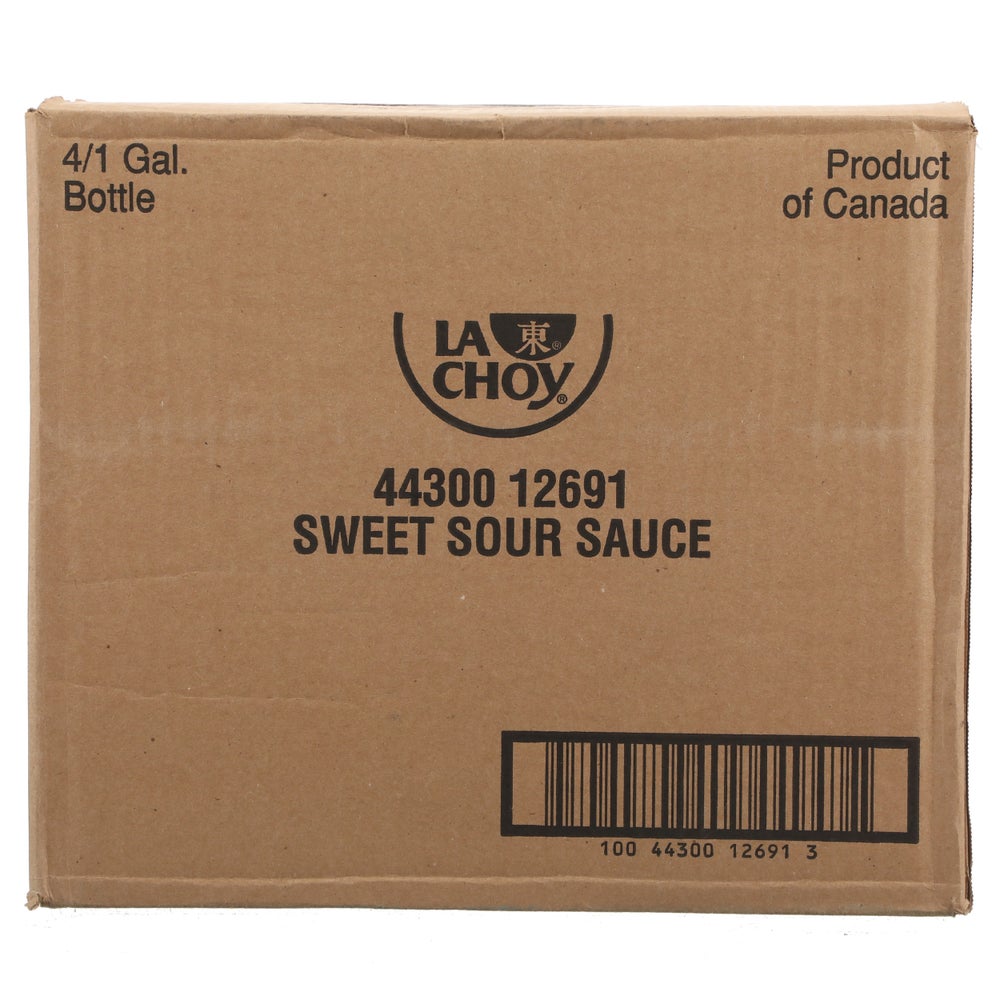 4/1 Gal.
Bottle
Product
of Canada
LA 東®
CHOY®
44300 12691
SWEET SOUR SAUCE
100 44300 12691 3